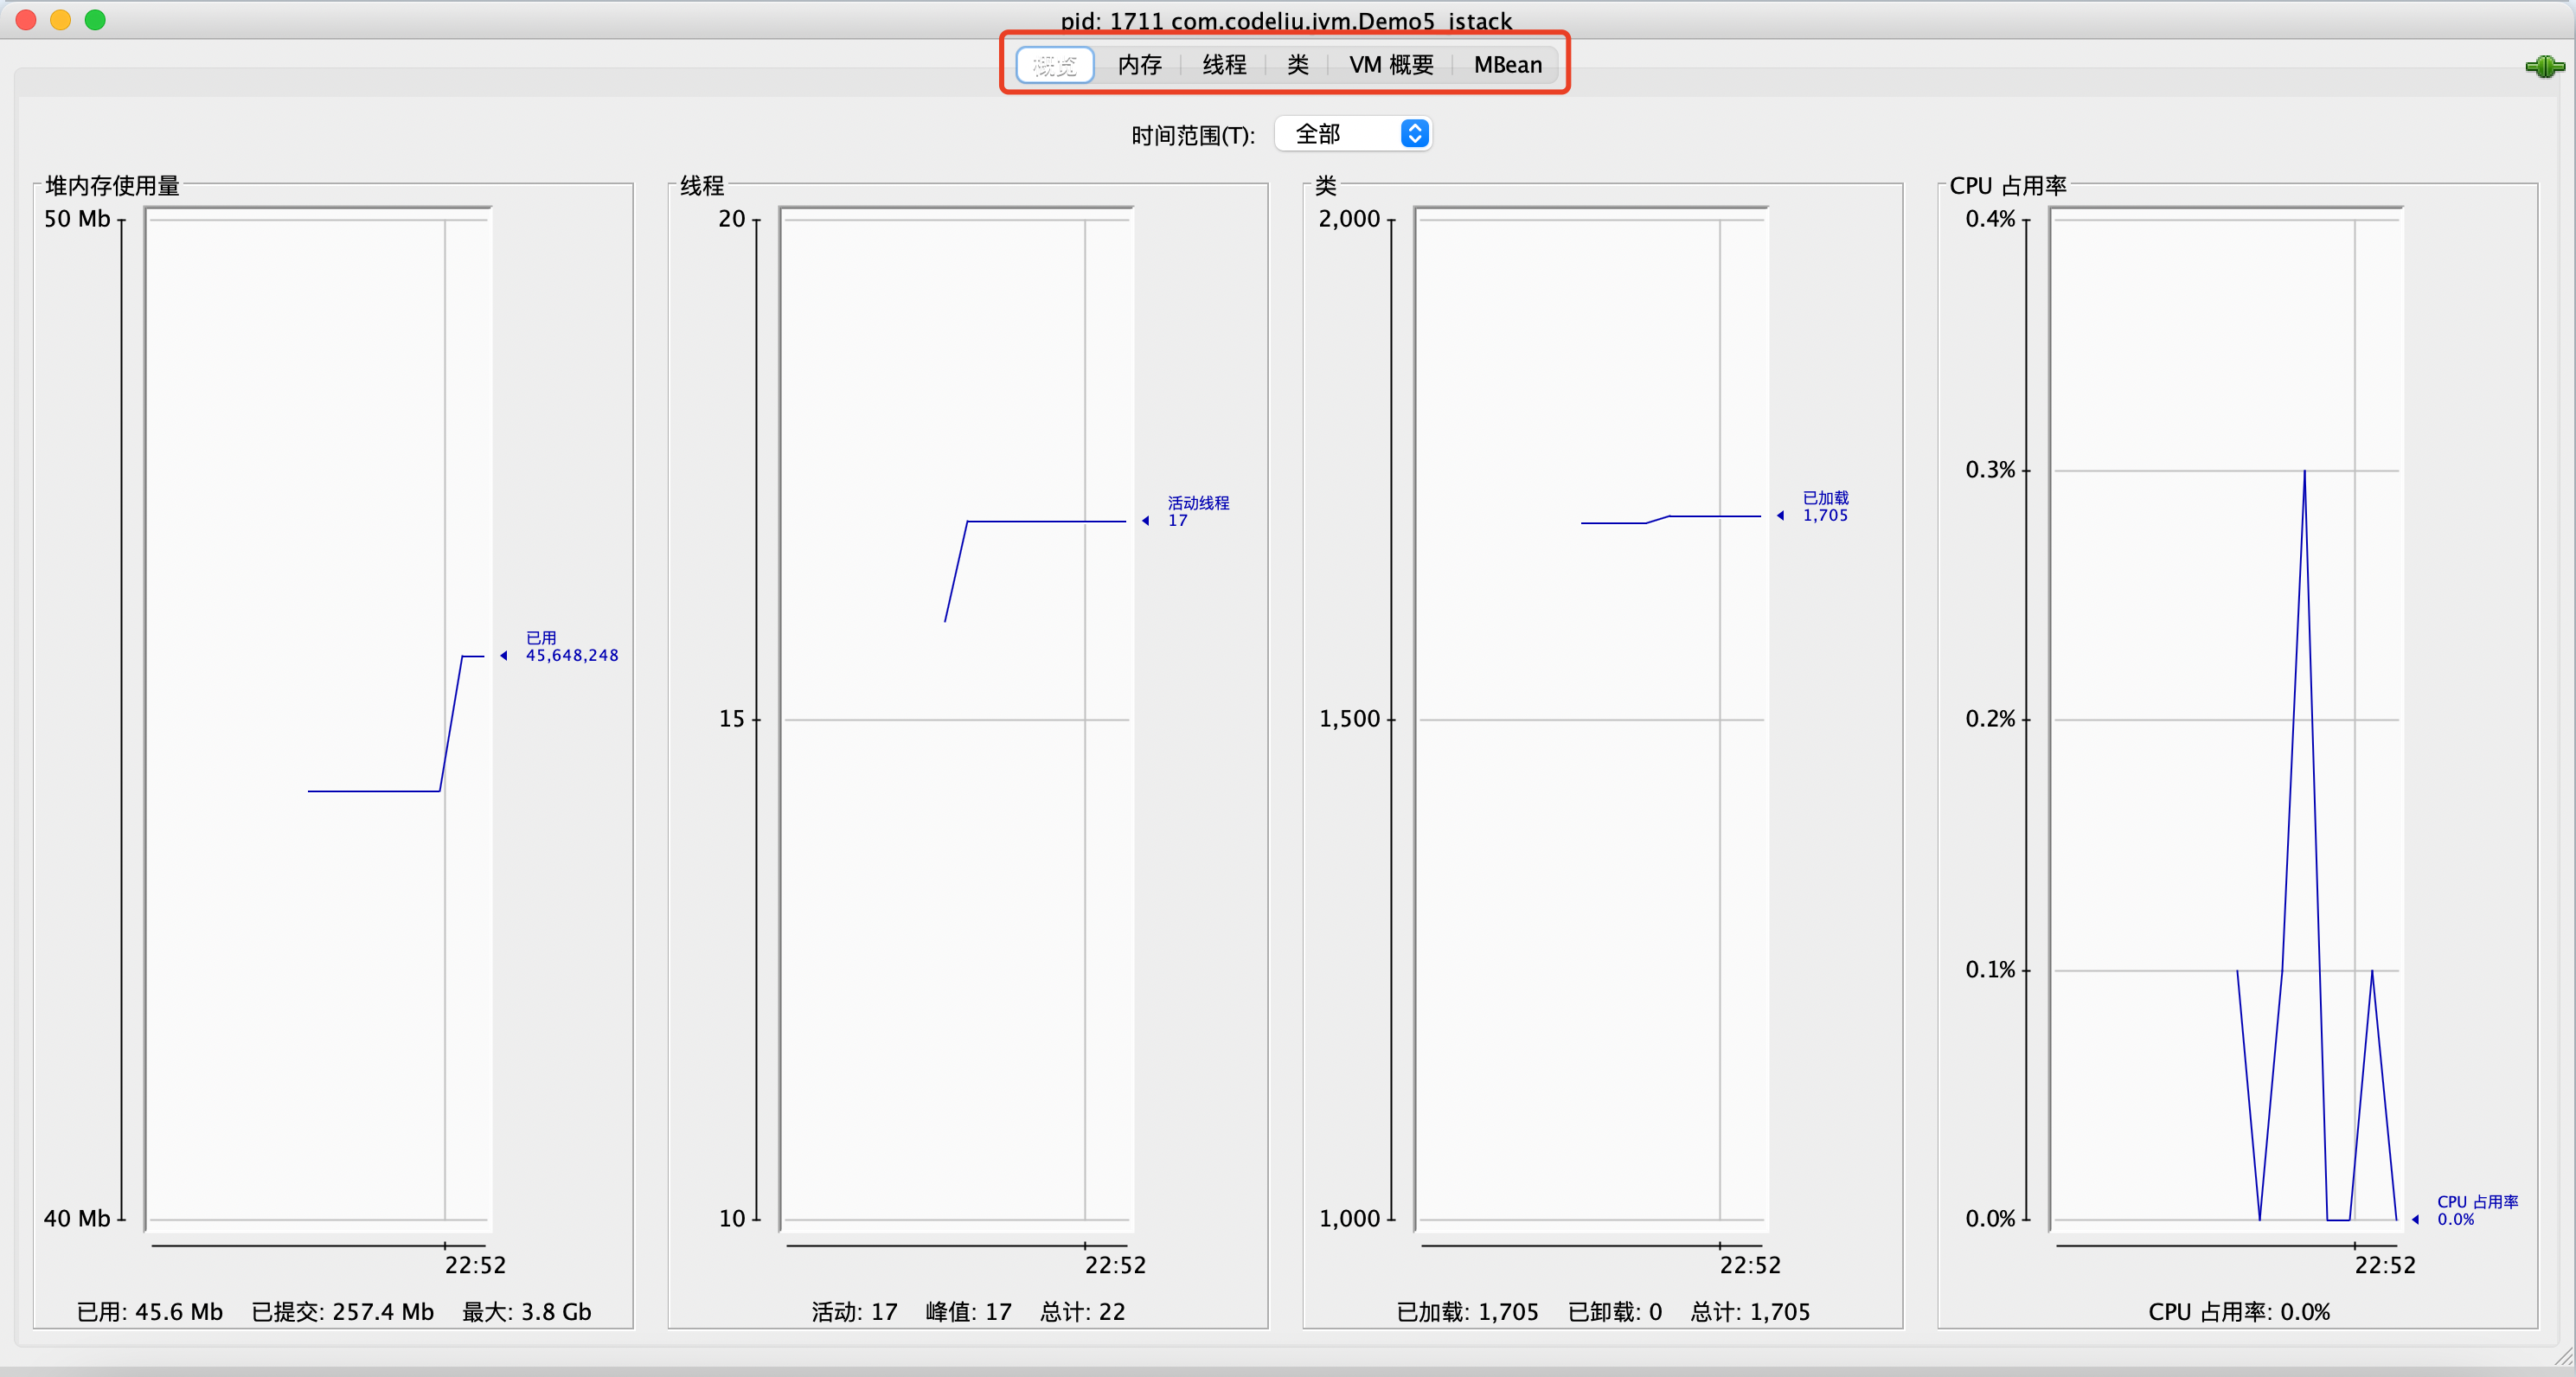 pid: 1711 com.codeliu.jvm.Demo5_jstack
概览 内存 线程 类 VM 概要 MBean
时间范围(T): 全部
堆内存使用量
50 Mb
40 Mb
已用
45,648,248
22:52
已用: 45.6 Mb 已提交: 257.4 Mb 最大: 3.8 Gb
线程
20
15
10
活动线程
17
22:52
活动: 17 峰值: 17 总计: 22
类
2,000
1,500
1,000
已加载
1,705
22:52
已加载: 1,705 已卸载: 0 总计: 1,705
CPU 占用率
0.4%
0.3%
0.2%
0.1%
0.0%
CPU 占用率
0.0%
22:52
CPU 占用率: 0.0%